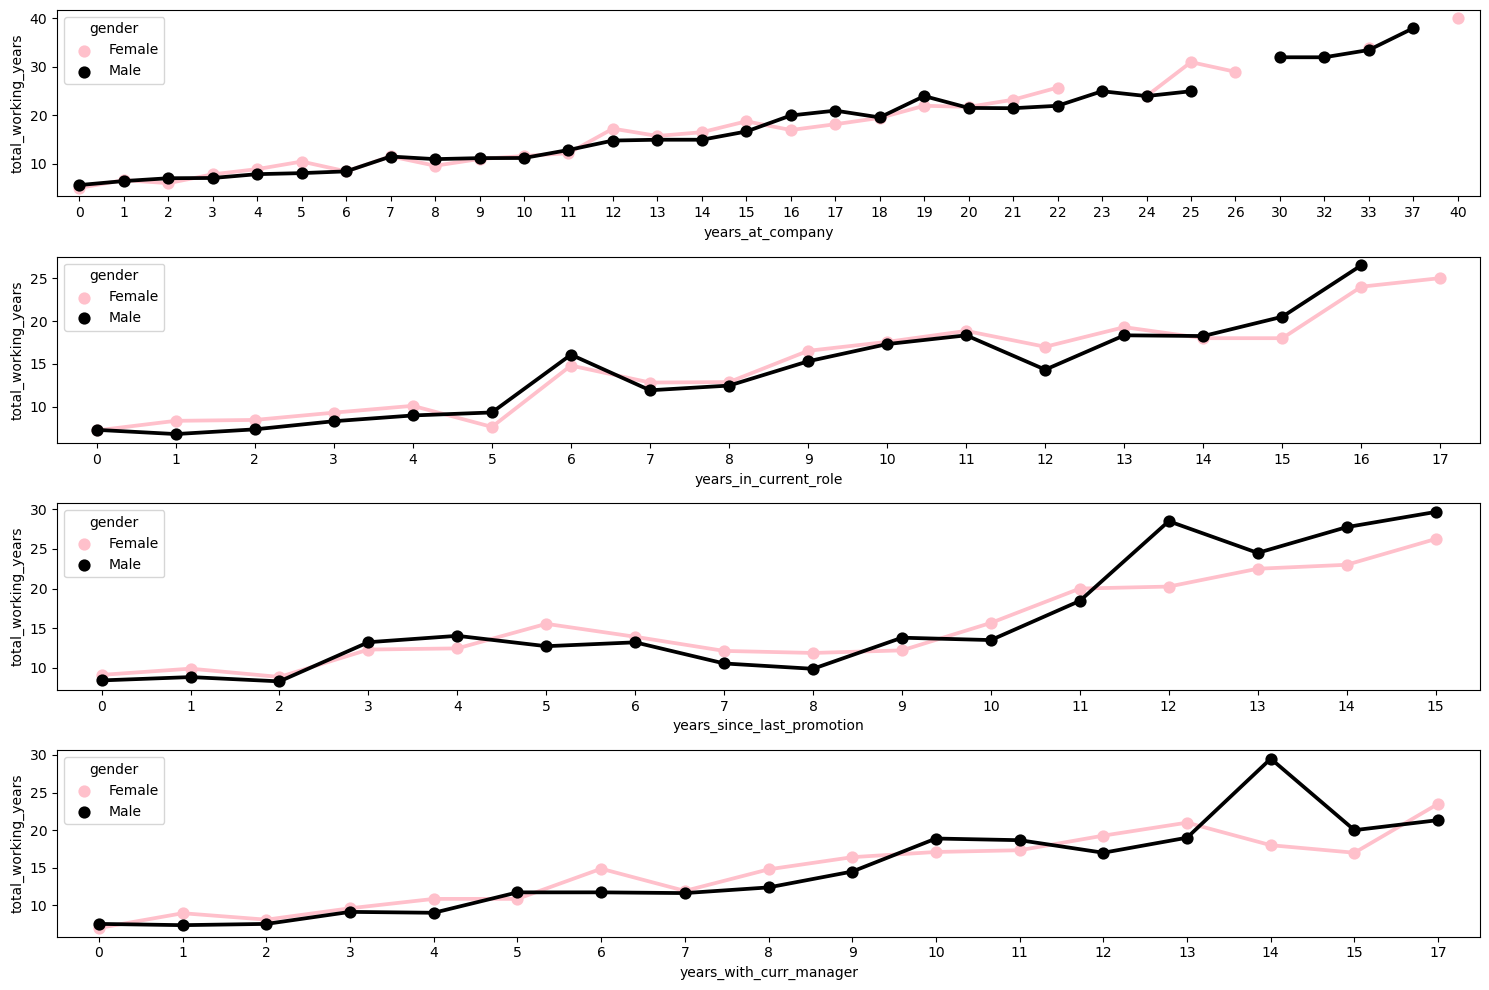 gender
Female
Male
total_working_years
40
30
20
10
0 1 2 3 4 5 6 7 8 9 10 11 12 13 14 15 16 17 18 19 20 21 22 23 24 25 26 30 32 33 37 40
years_at_company
gender
Female
Male
total_working_years
25
20
15
10
0 1 2 3 4 5 6 7 8 9 10 11 12 13 14 15 16 17
years_in_current_role
gender
Female
Male
total_working_years
30
25
20
15
10
0 1 2 3 4 5 6 7 8 9 10 11 12 13 14 15
years_since_last_promotion
gender
Female
Male
total_working_years
30
25
20
15
10
0 1 2 3 4 5 6 7 8 9 10 11 12 13 14 15 17
years_with_curr_manager